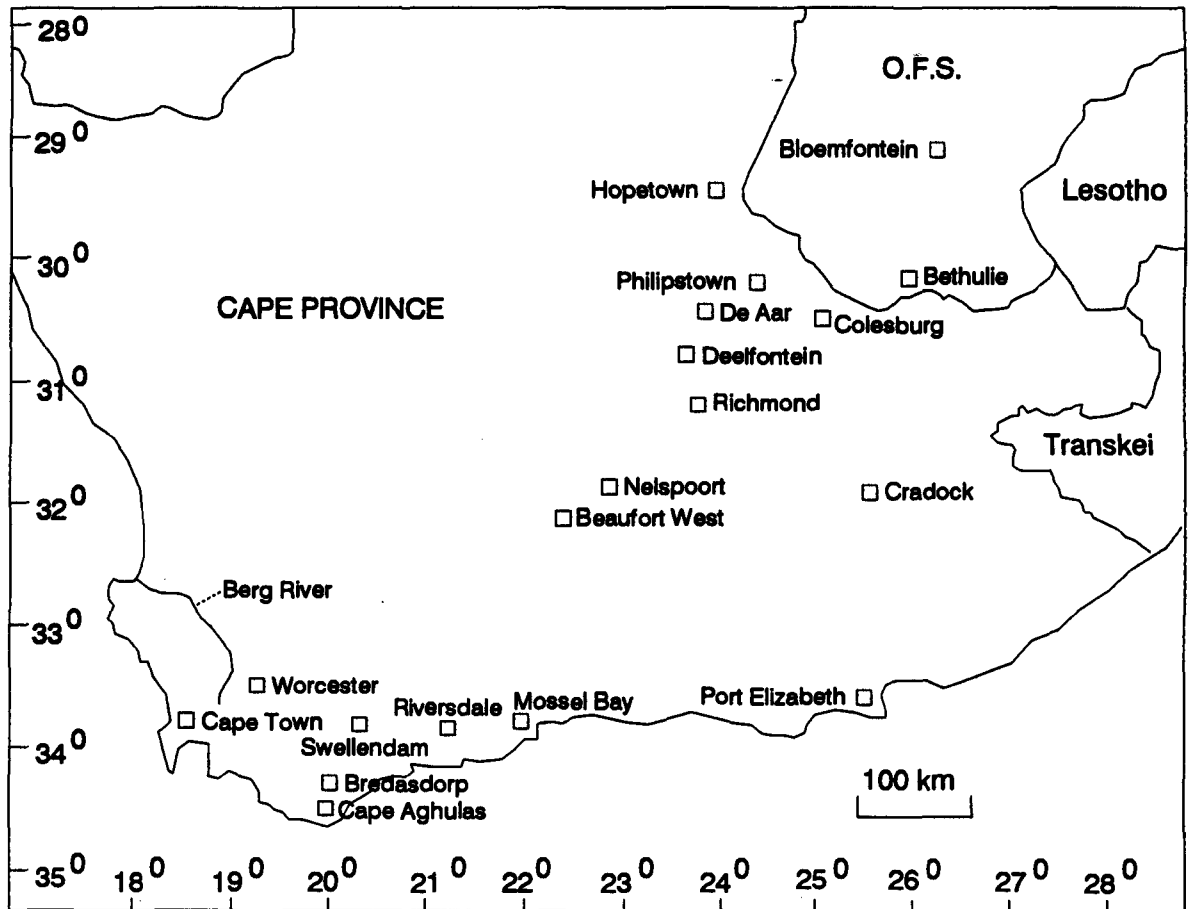 28⁰
O.F.S.
29⁰
Bloemfontein
Hopetown
Lesotho
30⁰
Philipstown
Bethulie
CAPE PROVINCE
De Aar
Colesburg
Deelfontein
31⁰
Richmond
Transkei
Nelspoort
Cradock
32⁰
Beaufort West
Berg River
33⁰
Worcester
Port Elizabeth
Mossel Bay
Riversdale
Cape Town
Swellendam
34⁰
Bredasdorp
100 km
Cape Aghulas
35⁰
18⁰ 19⁰ 20⁰ 21⁰ 22⁰ 23⁰ 24⁰ 25⁰ 26⁰ 27⁰ 28⁰